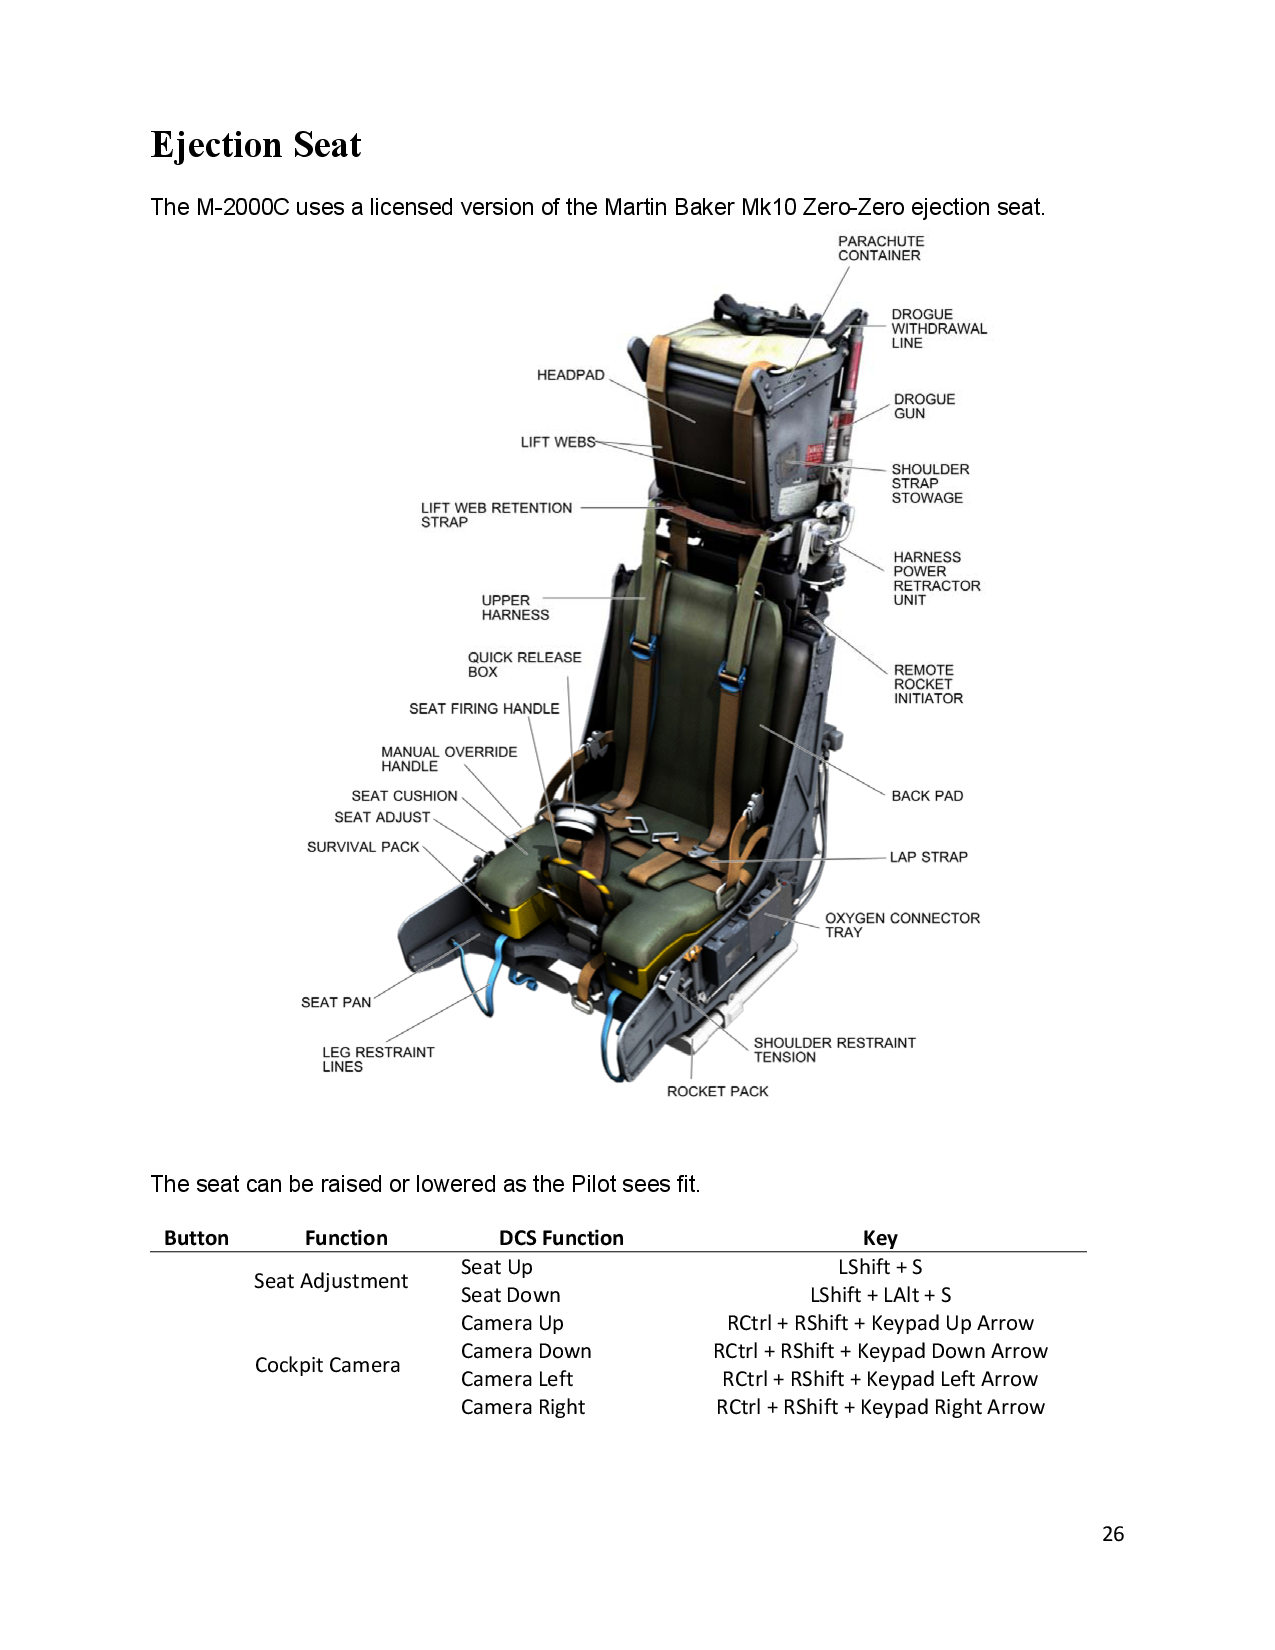 Ejection Seat
The M-2000C uses a licensed version of the Martin Baker Mk10 Zero-Zero ejection seat.
PARACHUTE
CONTAINER
DROGUE
WITHDRAWAL
LINE
HEADPAD
DROGUE
GUN
LIFT WEBS
SHOULDER
STRAP
STOWAGE
LIFT WEB RETENTION
STRAP
HARNESS
POWER
RETRACTOR
UNIT
UPPER
HARNESS
QUICK RELEASE
BOX
REMOTE
ROCKET
INITIATOR
SEAT FIRING HANDLE
MANUAL OVERRIDE
HANDLE
SEAT CUSHION
BACK PAD
SEAT ADJUST
SURVIVAL PACK
LAP STRAP
OXYGEN CONNECTOR
TRAY
SEAT PAN
LEG RESTRAINT
LINES
SHOULDER RESTRAINT
TENSION
ROCKET PACK
The seat can be raised or lowered as the Pilot sees fit.
Button Function DCS Function Key
Seat Adjustment
Seat Up LShift + S
Seat Down LShift + LAlt + S
Cockpit Camera
Camera Up RCtrl + RShift + Keypad Up Arrow
Camera Down RCtrl + RShift + Keypad Down Arrow
Camera Left RCtrl + RShift + Keypad Left Arrow
Camera Right RCtrl + RShift + Keypad Right Arrow
26